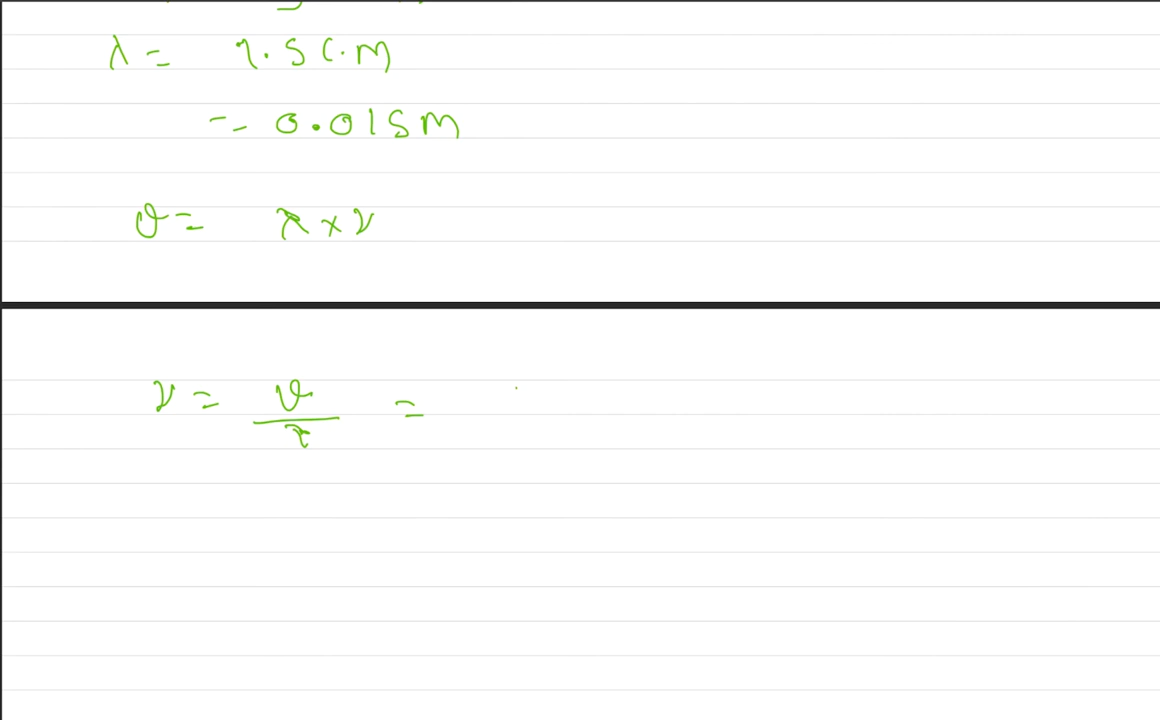 λ = 1.5 C.M
= 0.015 M
v = λ × ν
ν = v / λ =